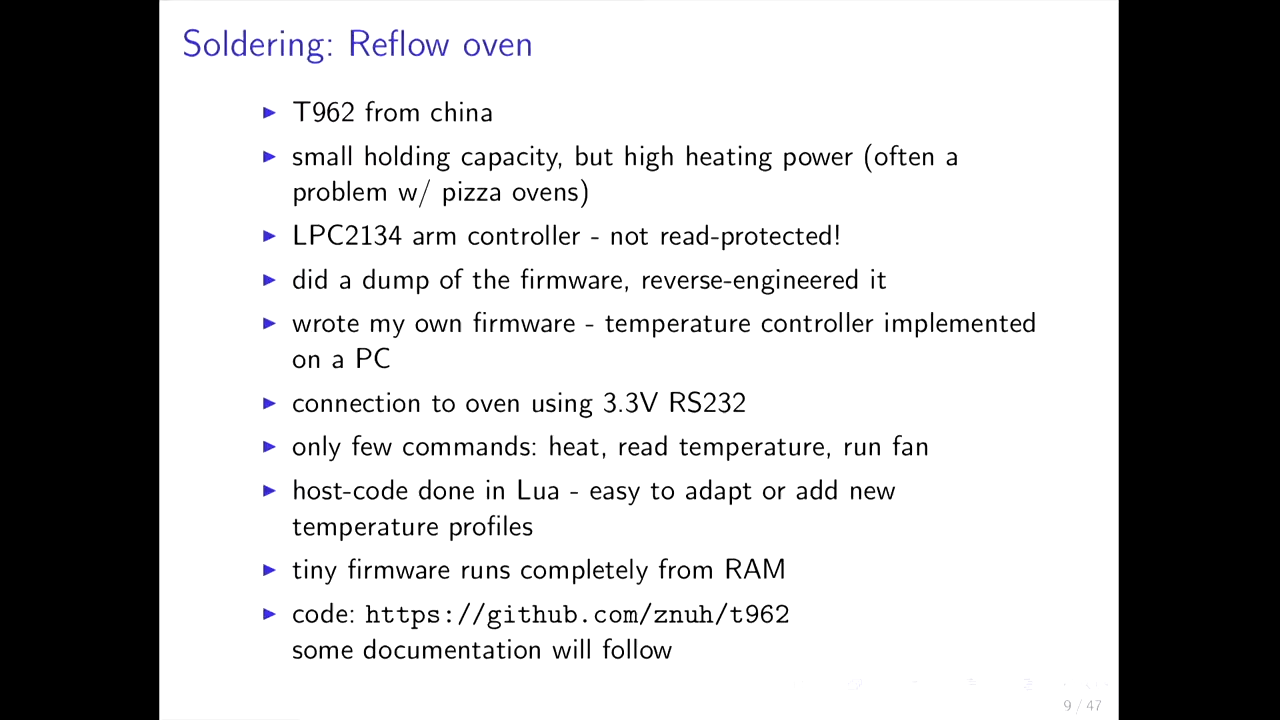 Soldering: Reflow oven
▶ T962 from china
▶ small holding capacity, but high heating power (often a
problem w/ pizza ovens)
▶ LPC2134 arm controller - not read-protected!
▶ did a dump of the firmware, reverse-engineered it
▶ wrote my own firmware - temperature controller implemented
on a PC
▶ connection to oven using 3.3V RS232
▶ only few commands: heat, read temperature, run fan
▶ host-code done in Lua - easy to adapt or add new
temperature profiles
▶ tiny firmware runs completely from RAM
▶ code: https://github.com/znuh/t962
some documentation will follow
9 / 47